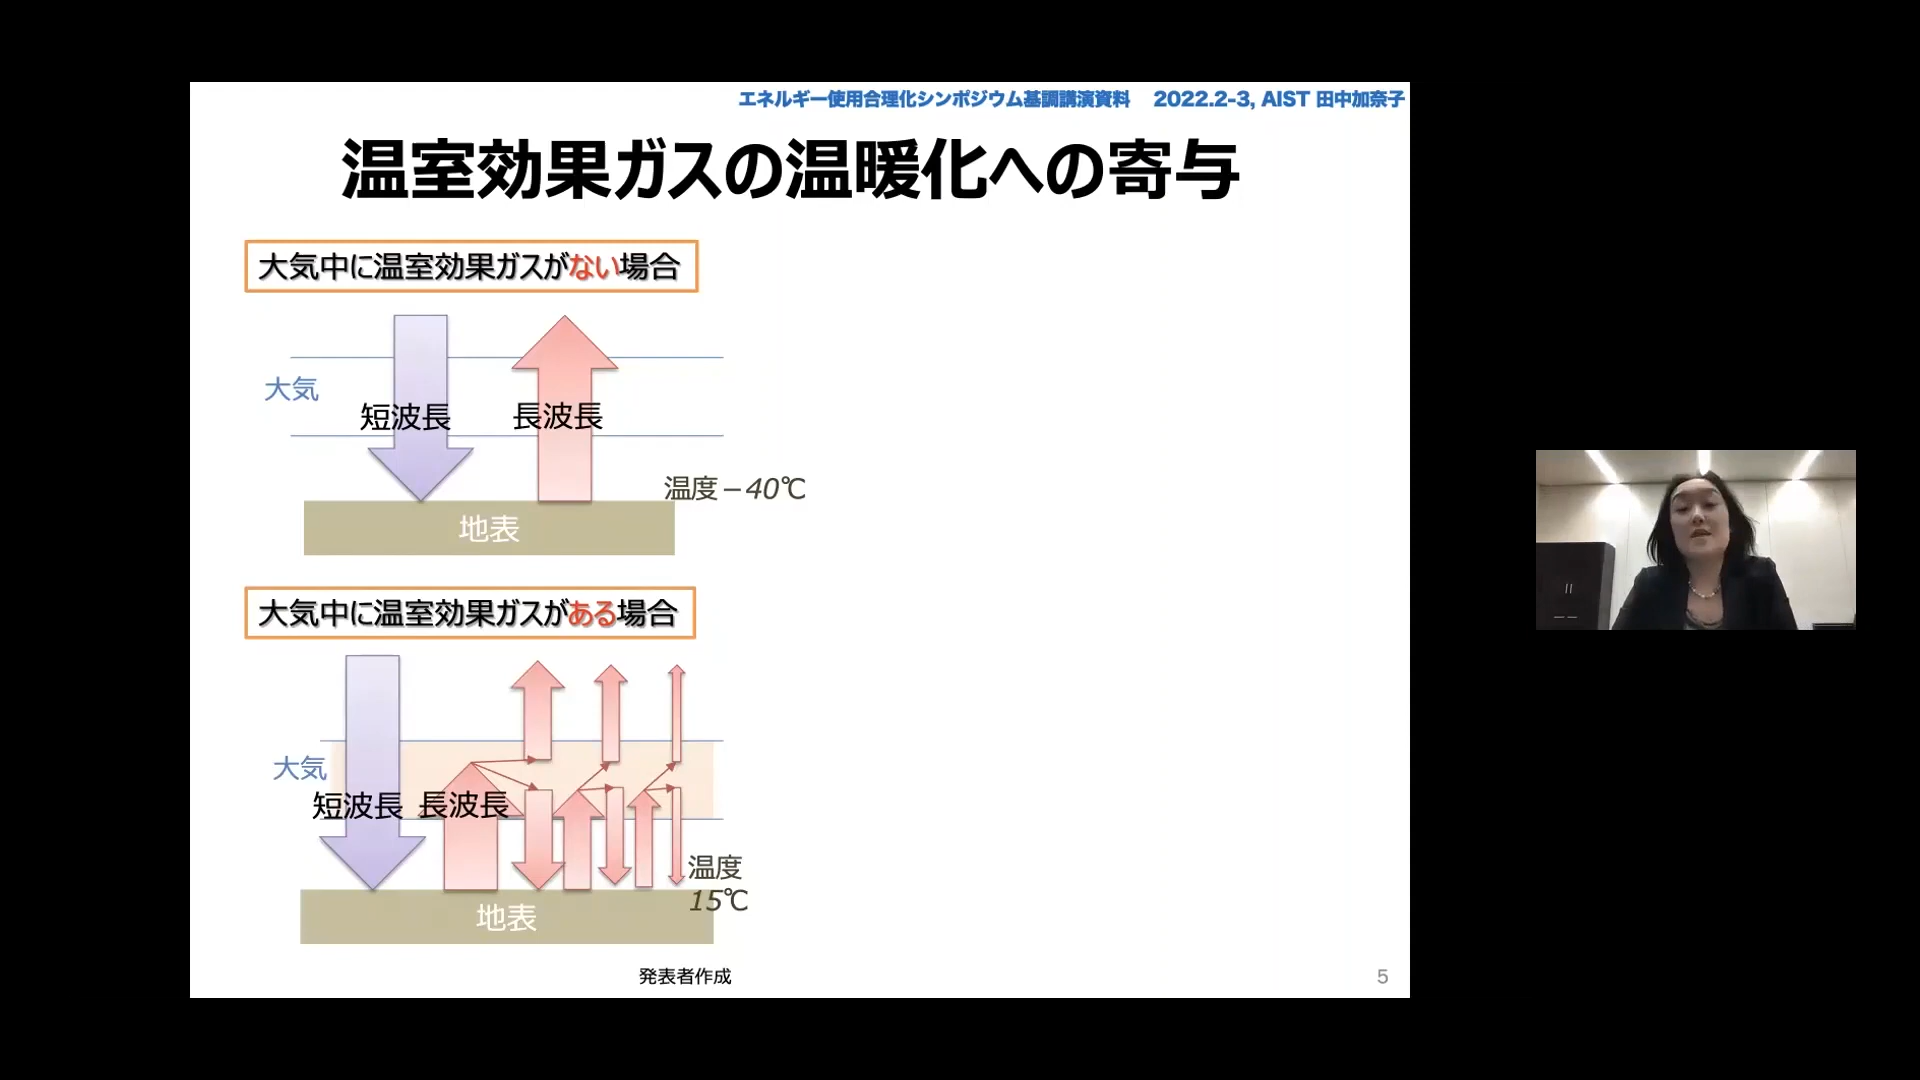 エネルギー使用合理化シンポジウム基調講演資料　2022.2-3, AIST 田中加奈子
温室効果ガスの温暖化への寄与
大気中に温室効果ガスがない場合
大気
短波長
長波長
温度－40℃
地表
大気中に温室効果ガスがある場合
大気
短波長
長波長
温度
15℃
地表
発表者作成
5